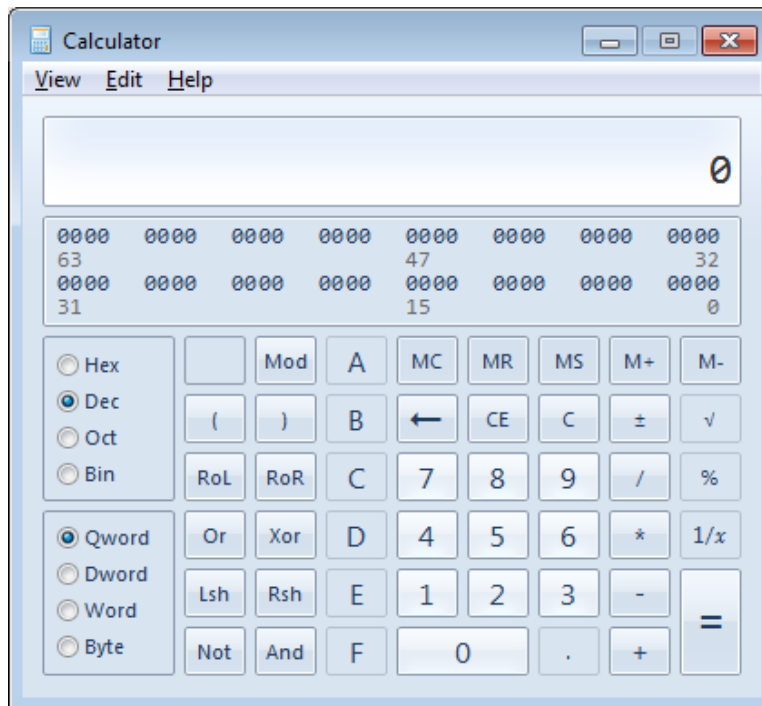 Calculator
View Edit Help
0
0000 0000 0000 0000 0000 0000 0000 0000
63 47 32
0000 0000 0000 0000 0000 0000 0000 0000
31 15 0
Hex Mod A MC MR MS M+ M-
Dec ( ) B ← CE C ± √
Oct
Bin RoL RoR C 7 8 9 / %
Qword Or Xor D 4 5 6 * 1/x
Dword
Word Lsh Rsh E 1 2 3 - =
Byte Not And F 0 . +